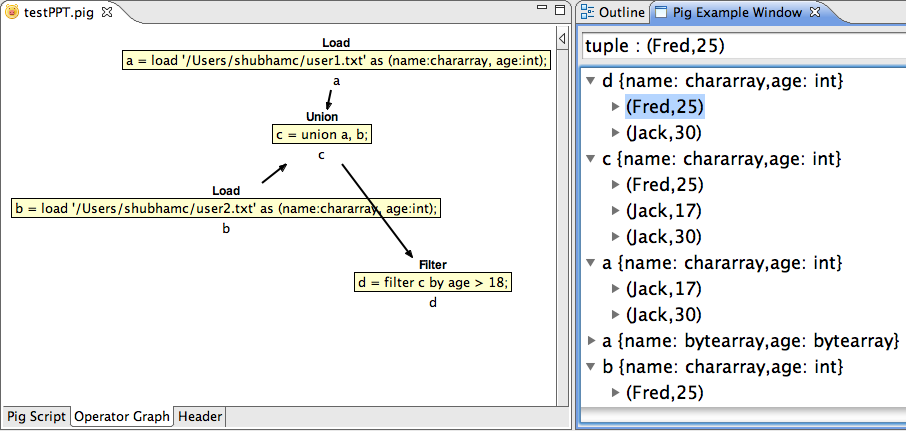 testPPT.pig
Load
a = load '/Users/shubhamc/user1.txt' as (name:chararray, age:int);
a
Union
c = union a, b;
c
Load
b = load '/Users/shubhamc/user2.txt' as (name:chararray, age:int);
b
Filter
d = filter c by age > 18;
d
Pig Script
Operator Graph
Header
Outline
Pig Example Window
tuple : (Fred,25)
d {name: chararray,age: int}
(Fred,25)
(Jack,30)
c {name: chararray,age: int}
(Fred,25)
(Jack,17)
(Jack,30)
a {name: chararray,age: int}
(Jack,17)
(Jack,30)
a {name: bytearray,age: bytearray}
b {name: chararray,age: int}
(Fred,25)